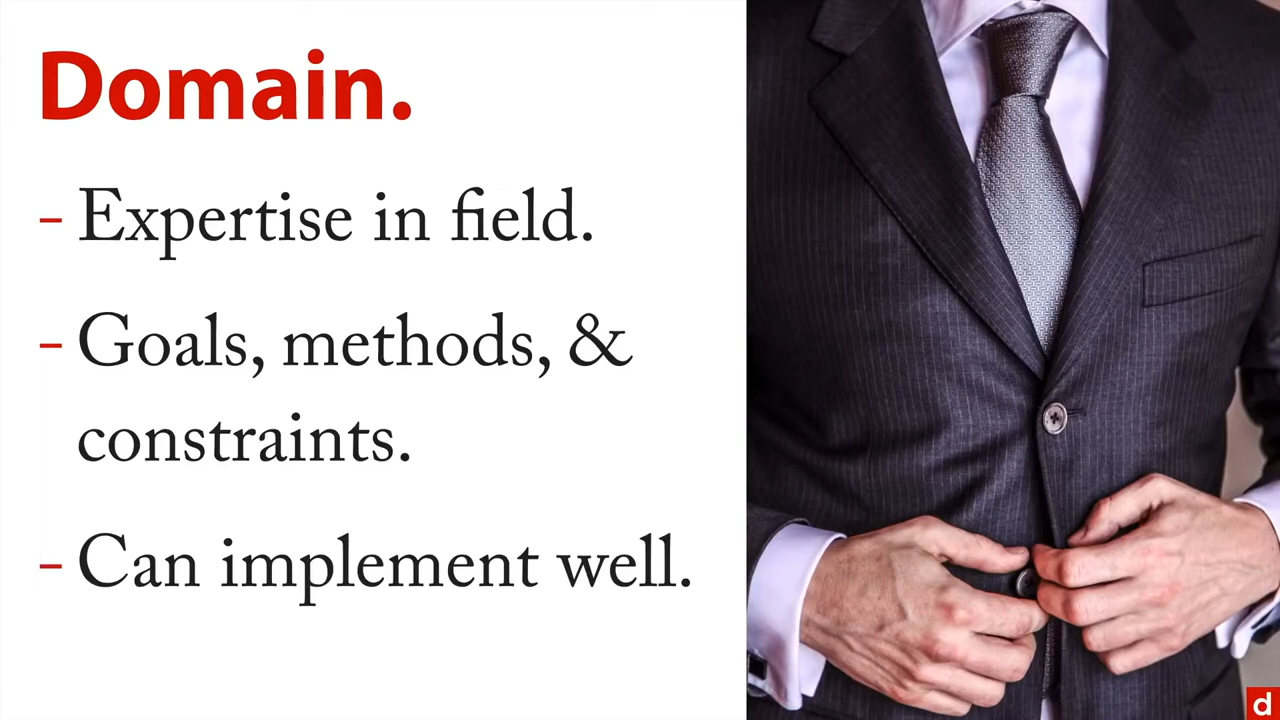 Domain.
- Expertise in field.
- Goals, methods, &
constraints.
- Can implement well.
d